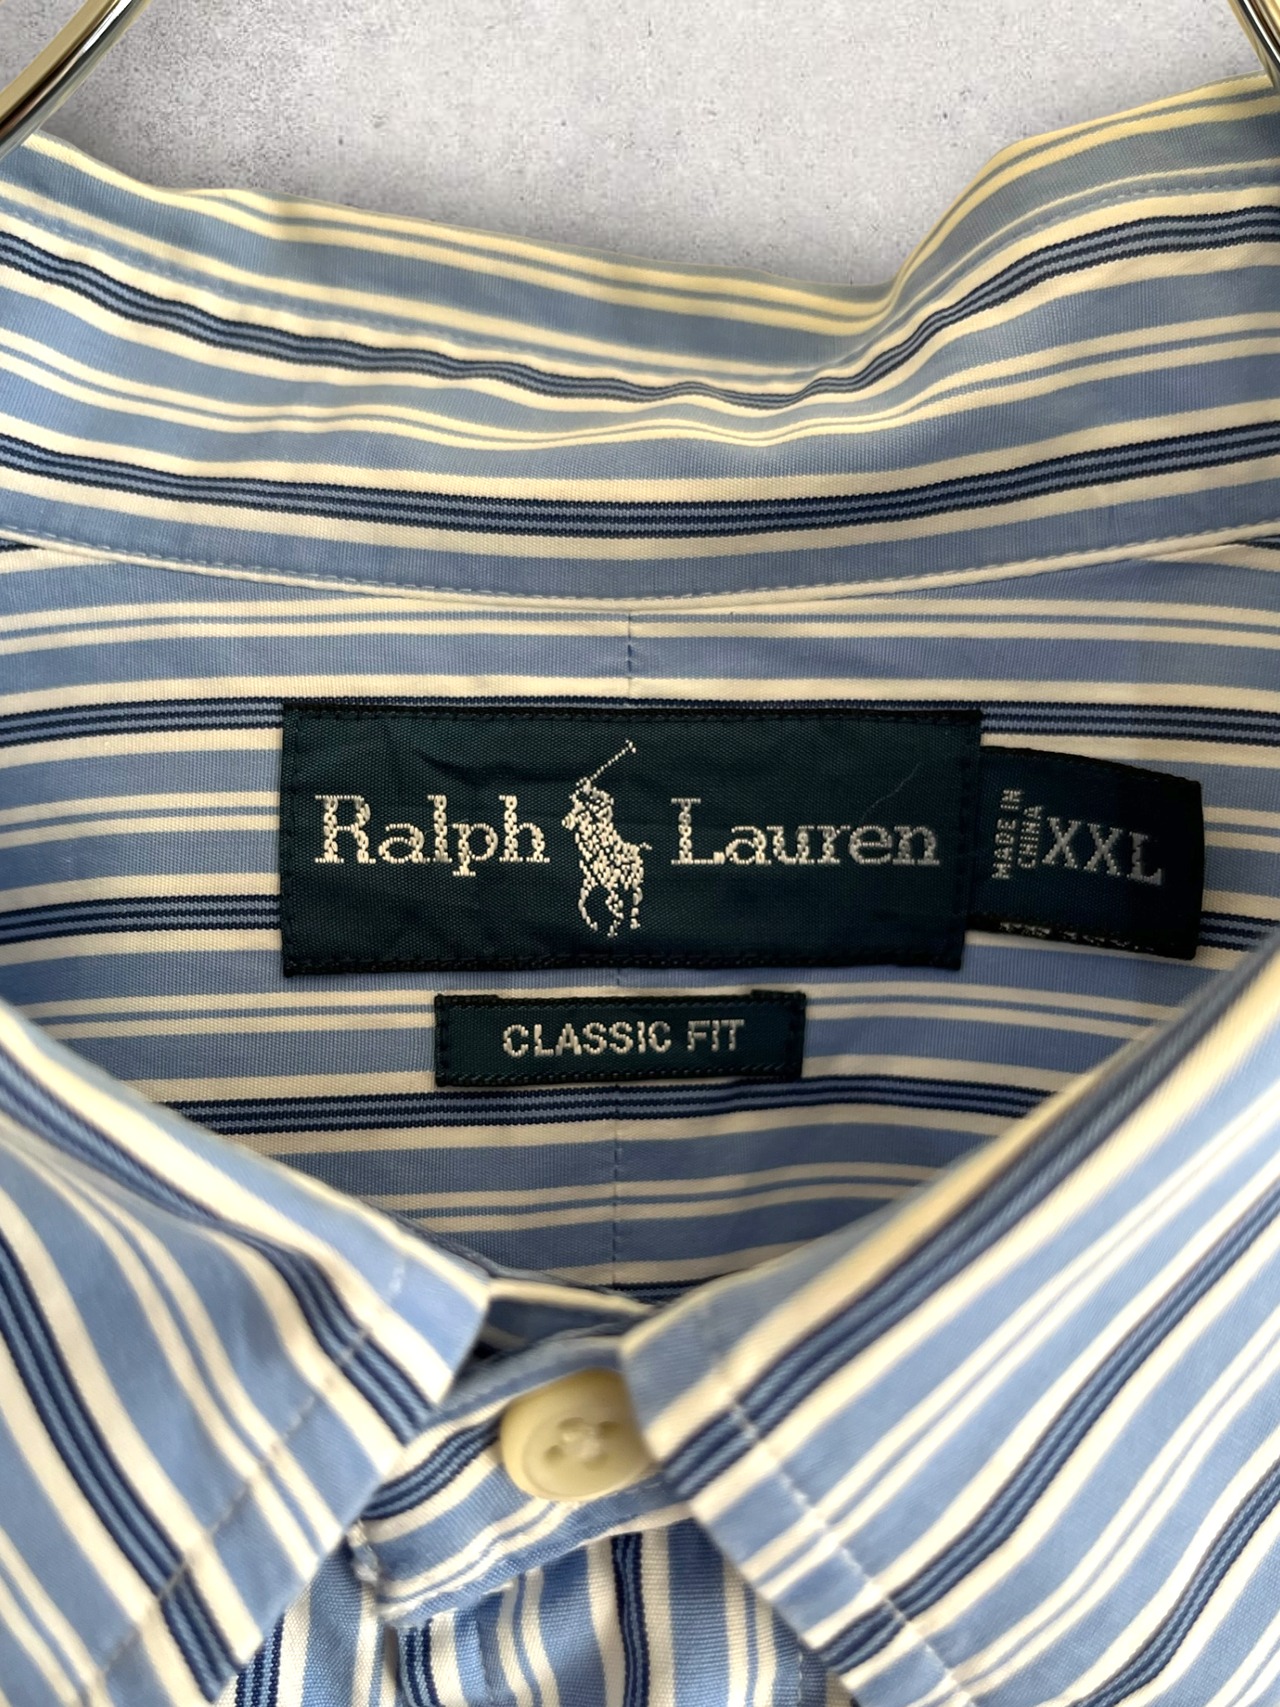 Ralph Lauren
MADE IN
CHINA
XXL
CLASSIC FIT